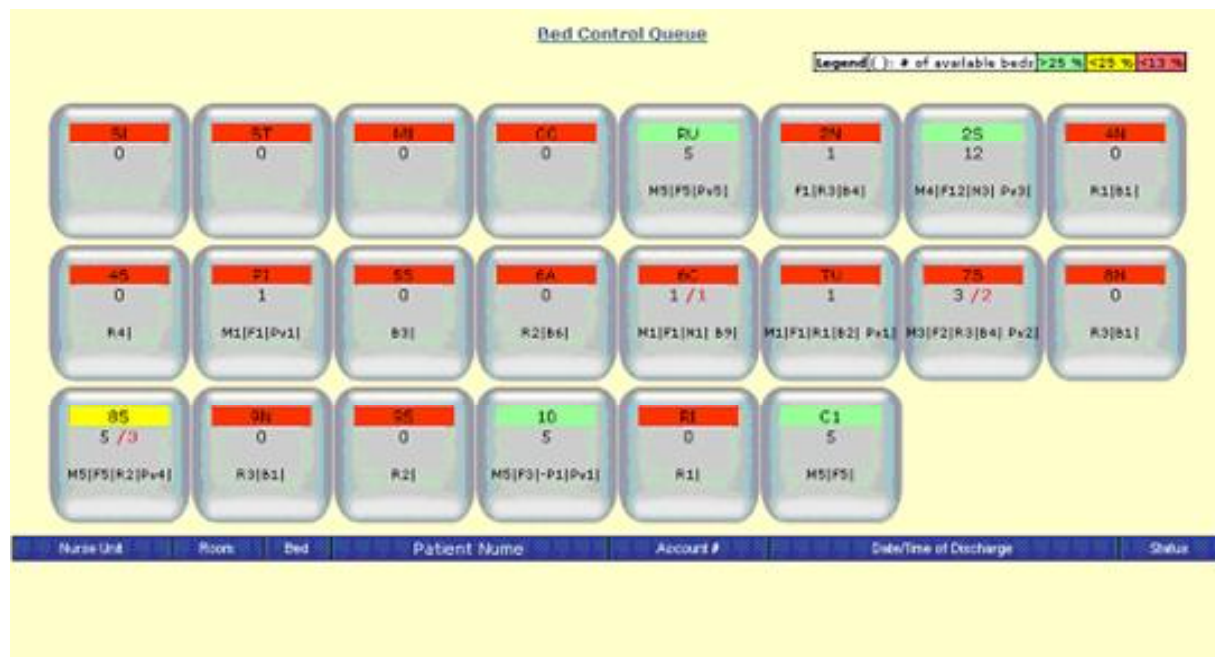 Bed Control Queue
Legend( ): # of available beds >25 % <25 % <13 %
SI ST MI CC RU 2N 2S 4N
0 0 0 0 5 1 12 0
M5|F5|Pv5| F1|R3|B4| M4|F12|N3| Pv3| R1|B1|
4S PI 5S 6A 6C TU 7S 8N
0 1 0 0 1 /1 1 3 /2 0
R4| M1|F1|Pv1| B3| R2|B6| M1|F1|N1| B9| M1|F1|R1|B2| Pv1| M3|F2|R3|B4| Pv2| R3|B1|
8S 9N 9S 10 RI C1
5 /3 0 0 5 0 5
M5|F5|R2|Pv4| R3|B1| R2| M5|F3|-P1|Pv1| R1| M5|F5|
Nurse Unit Room Bed Patient Nume Account # Date/Time of Discharge Status